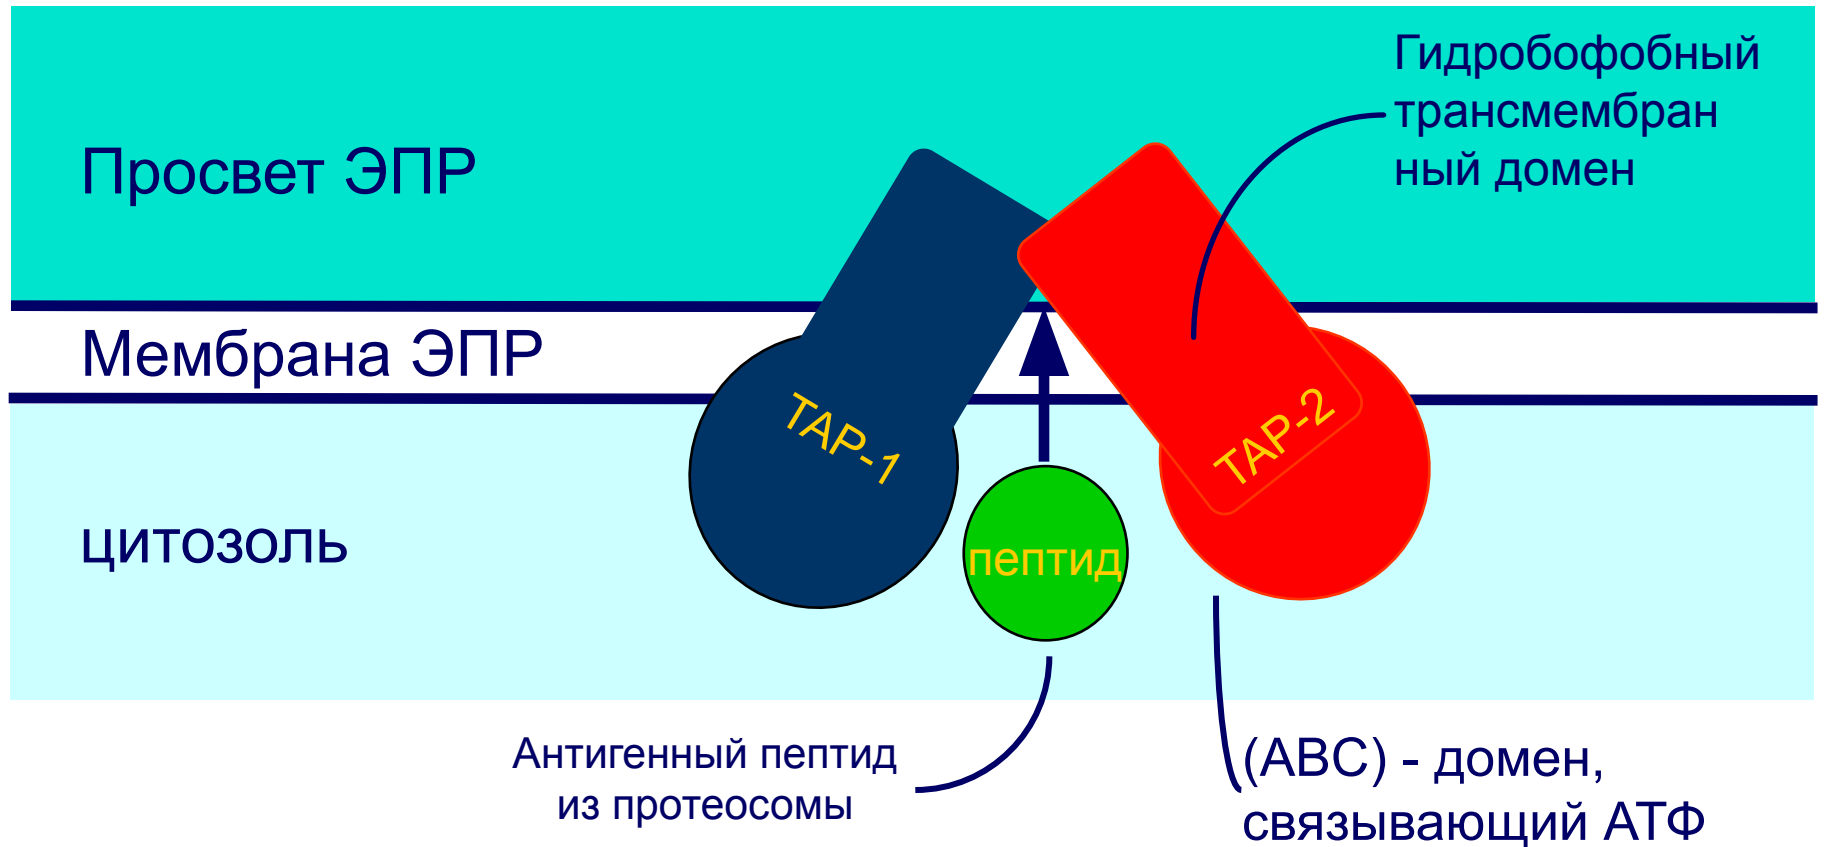 Гидробофобный
трансмембран
ный домен
Просвет ЭПР
Мембрана ЭПР
TAP-1
TAP-2
цитозоль
пептид
Антигенный пептид
из протеосомы
(ABC) - домен,
связывающий АТФ